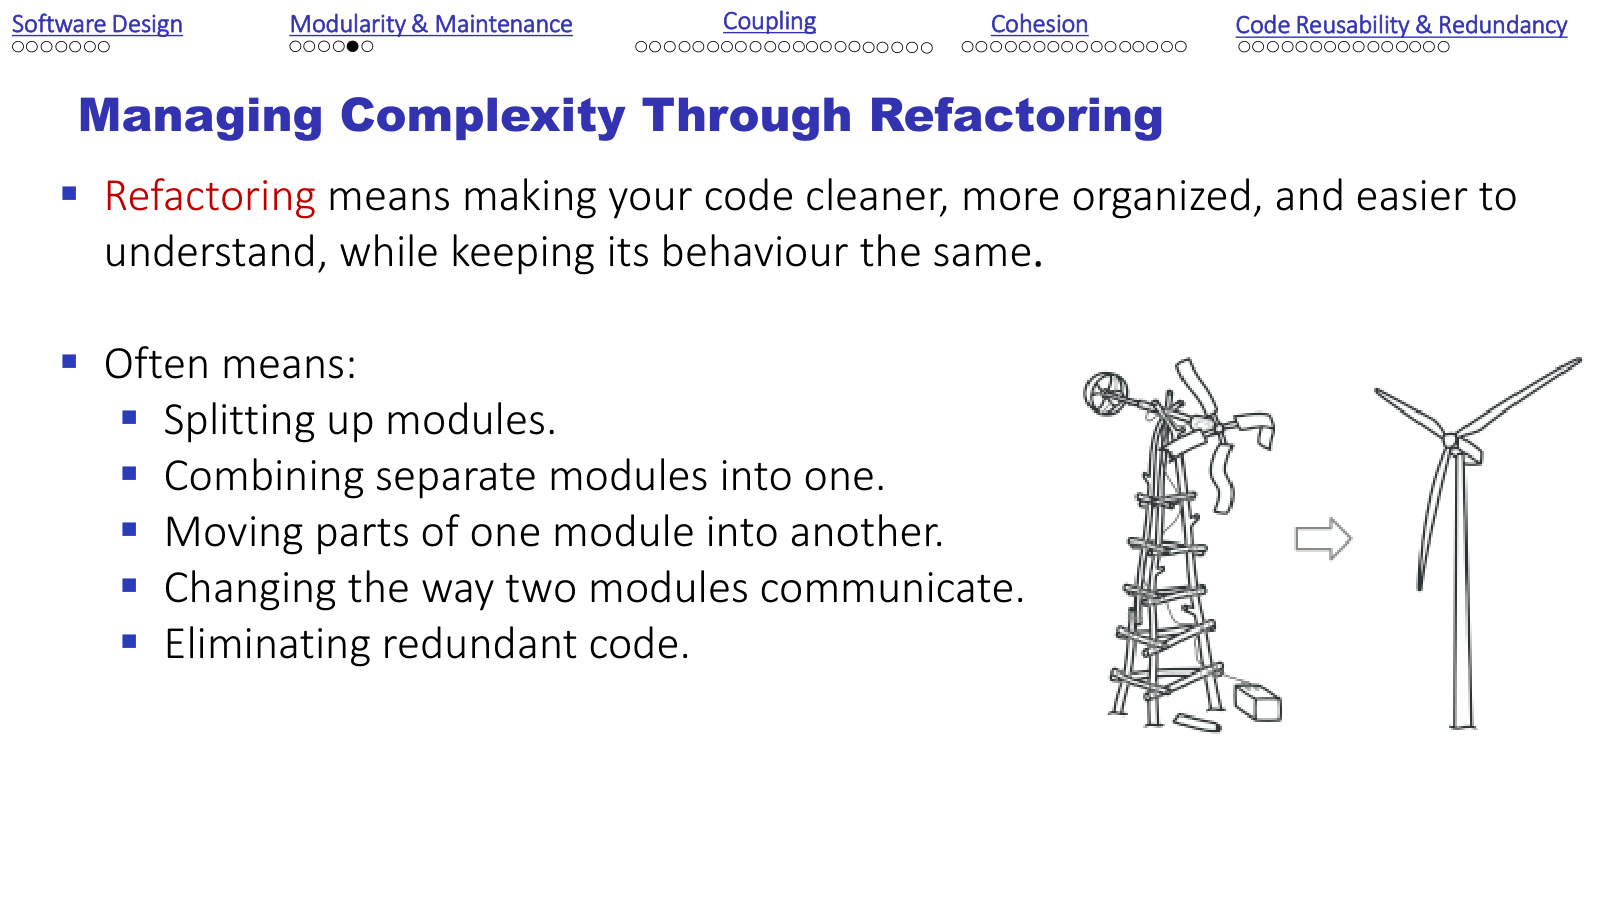 Software Design
Modularity & Maintenance
Coupling
Cohesion
Code Reusability & Redundancy
Managing Complexity Through Refactoring
Refactoring means making your code cleaner, more organized, and easier to
understand, while keeping its behaviour the same.
Often means:
Splitting up modules.
Combining separate modules into one.
Moving parts of one module into another.
Changing the way two modules communicate.
Eliminating redundant code.